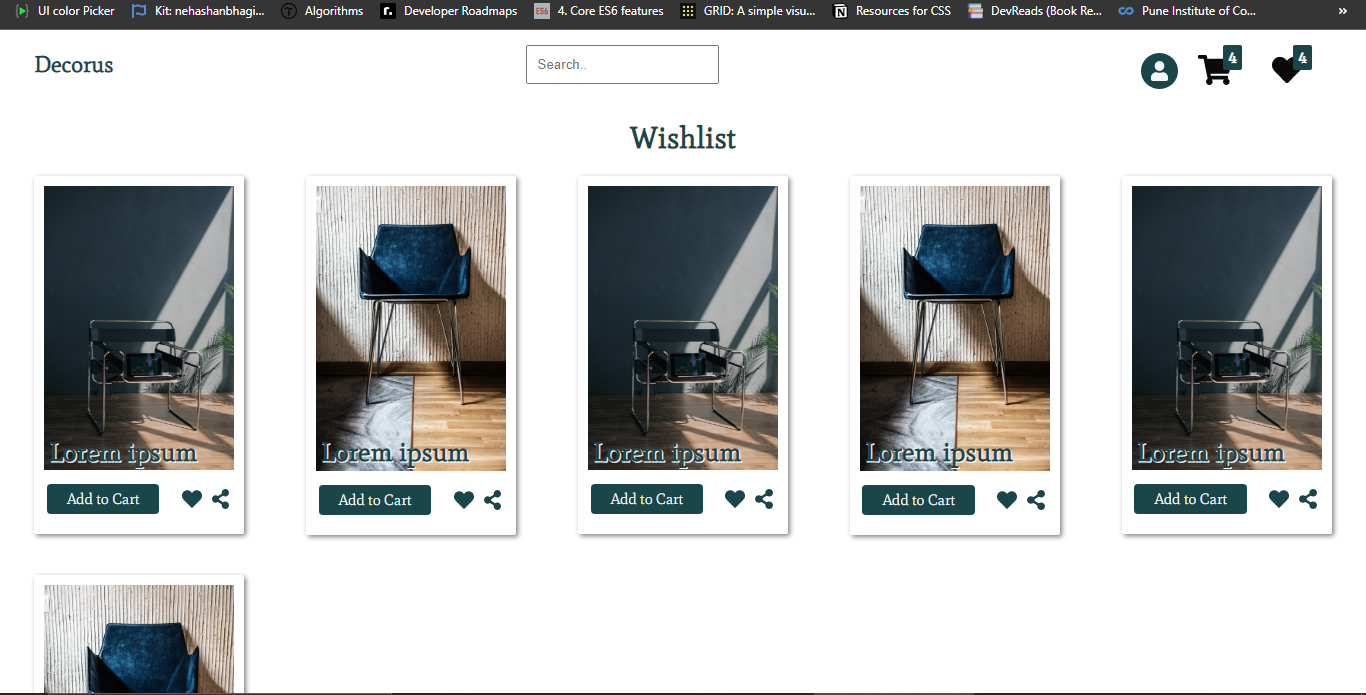 UI color Picker Kit: nehashanbhagi... Algorithms Developer Roadmaps ES6 4. Core ES6 features GRID: A simple visu... Resources for CSS DevReads (Book Re... Pune Institute of Co... »
Decorus Search.. 4 4
Wishlist
Lorem ipsum Lorem ipsum Lorem ipsum Lorem ipsum Lorem ipsum
Add to Cart Add to Cart Add to Cart Add to Cart Add to Cart